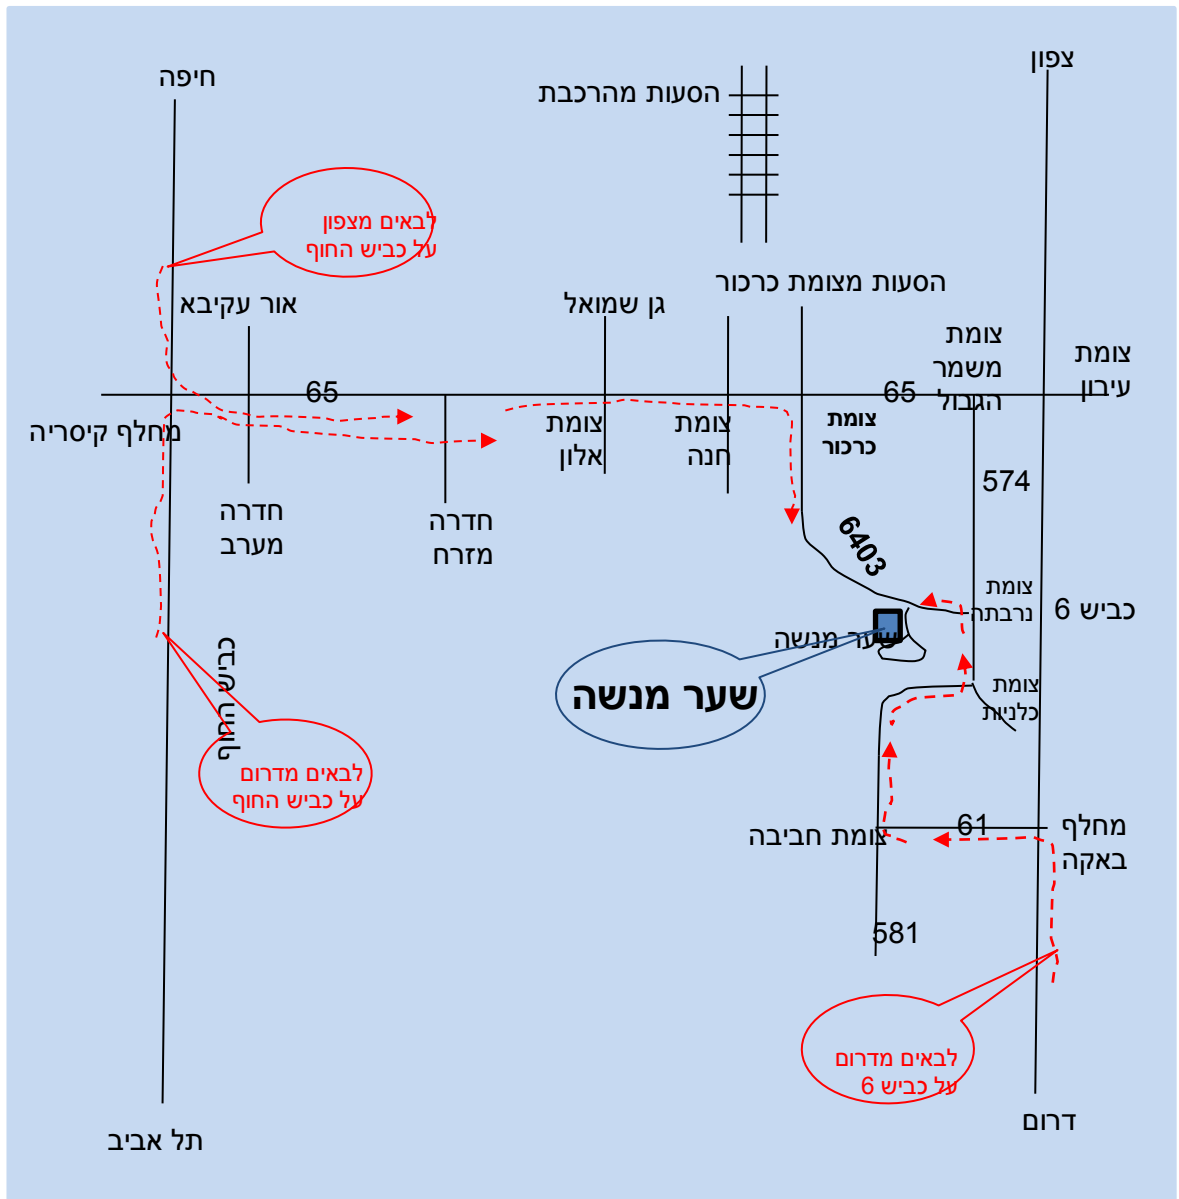 צפון
חיפה
הסעות מהרכבת
לבאים מצפון
על כביש החוף
הסעות מצומת כרכור
אור עקיבא
גן שמואל
צומת
משמר
הגבול
צומת
עירון
65
65
מחלף קיסריה
צומת
אלון
צומת
חנה
צומת
כרכור
574
חדרה
מערב
חדרה
מזרח
6403
צומת
נרבתה
כביש 6
שער מנשה
שער מנשה
צומת
כלניות
כביש החוף
לבאים מדרום
על כביש החוף
61
צומת חביבה
מחלף
באקה
581
לבאים מדרום
על כביש 6
דרום
תל אביב